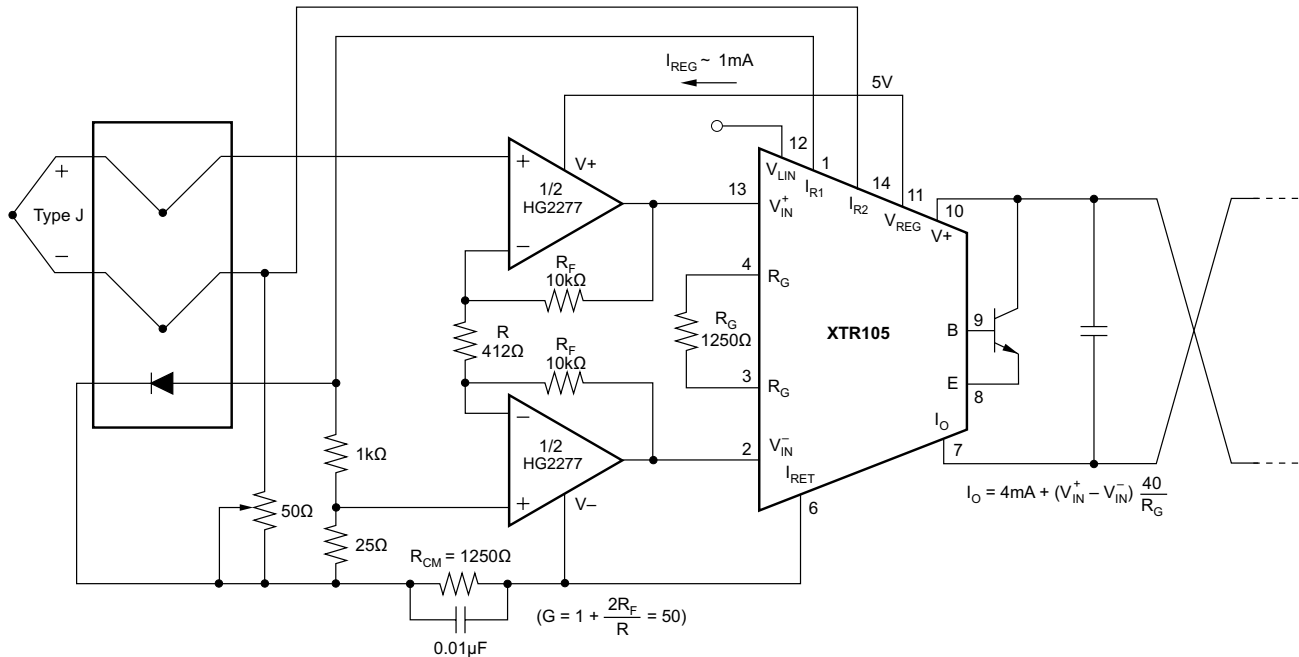 I_REG ~ 1mA
5V
12
1
14
11
10
V_LIN
I_R1
I_R2
V_REG
V+
+
Type J
−
+
V+
1/2
HG2277
−
13
V_IN^+
R_F
10kΩ
4
R_G
R
412Ω
R_G
1250Ω
XTR105
B
9
R_F
10kΩ
3
R_G
E
8
−
1/2
HG2277
+
V−
2
V_IN^-
I_RET
6
I_O
7
1kΩ
50Ω
25Ω
I_O = 4mA + (V_IN^+ − V_IN^-) 40/R_G
R_CM = 1250Ω
0.01µF
(G = 1 + 2R_F/R = 50)